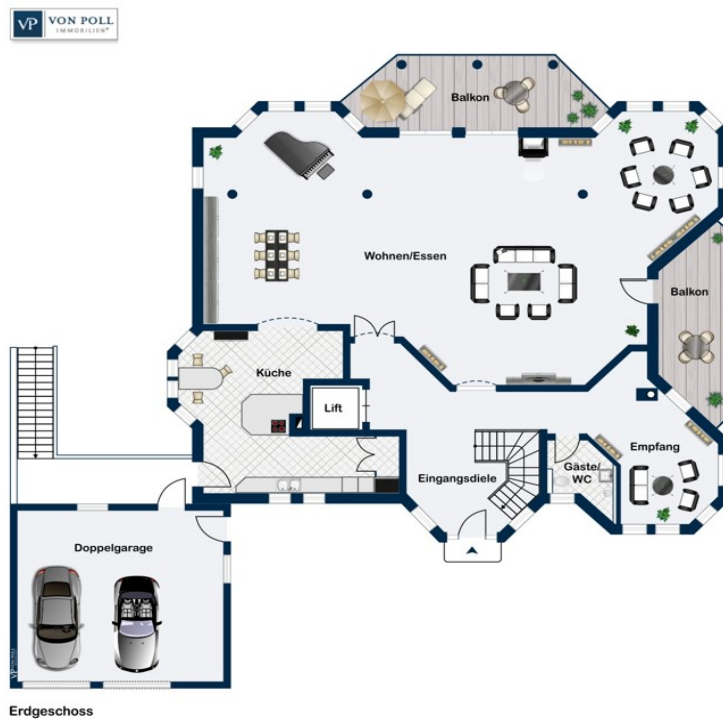 VP VON POLL
IMMOBILIEN®
Balkon
Wohnen/Essen
Balkon
Küche
Lift
Empfang
Gäste/
WC
Eingangsdiele
Doppelgarage
Erdgeschoss